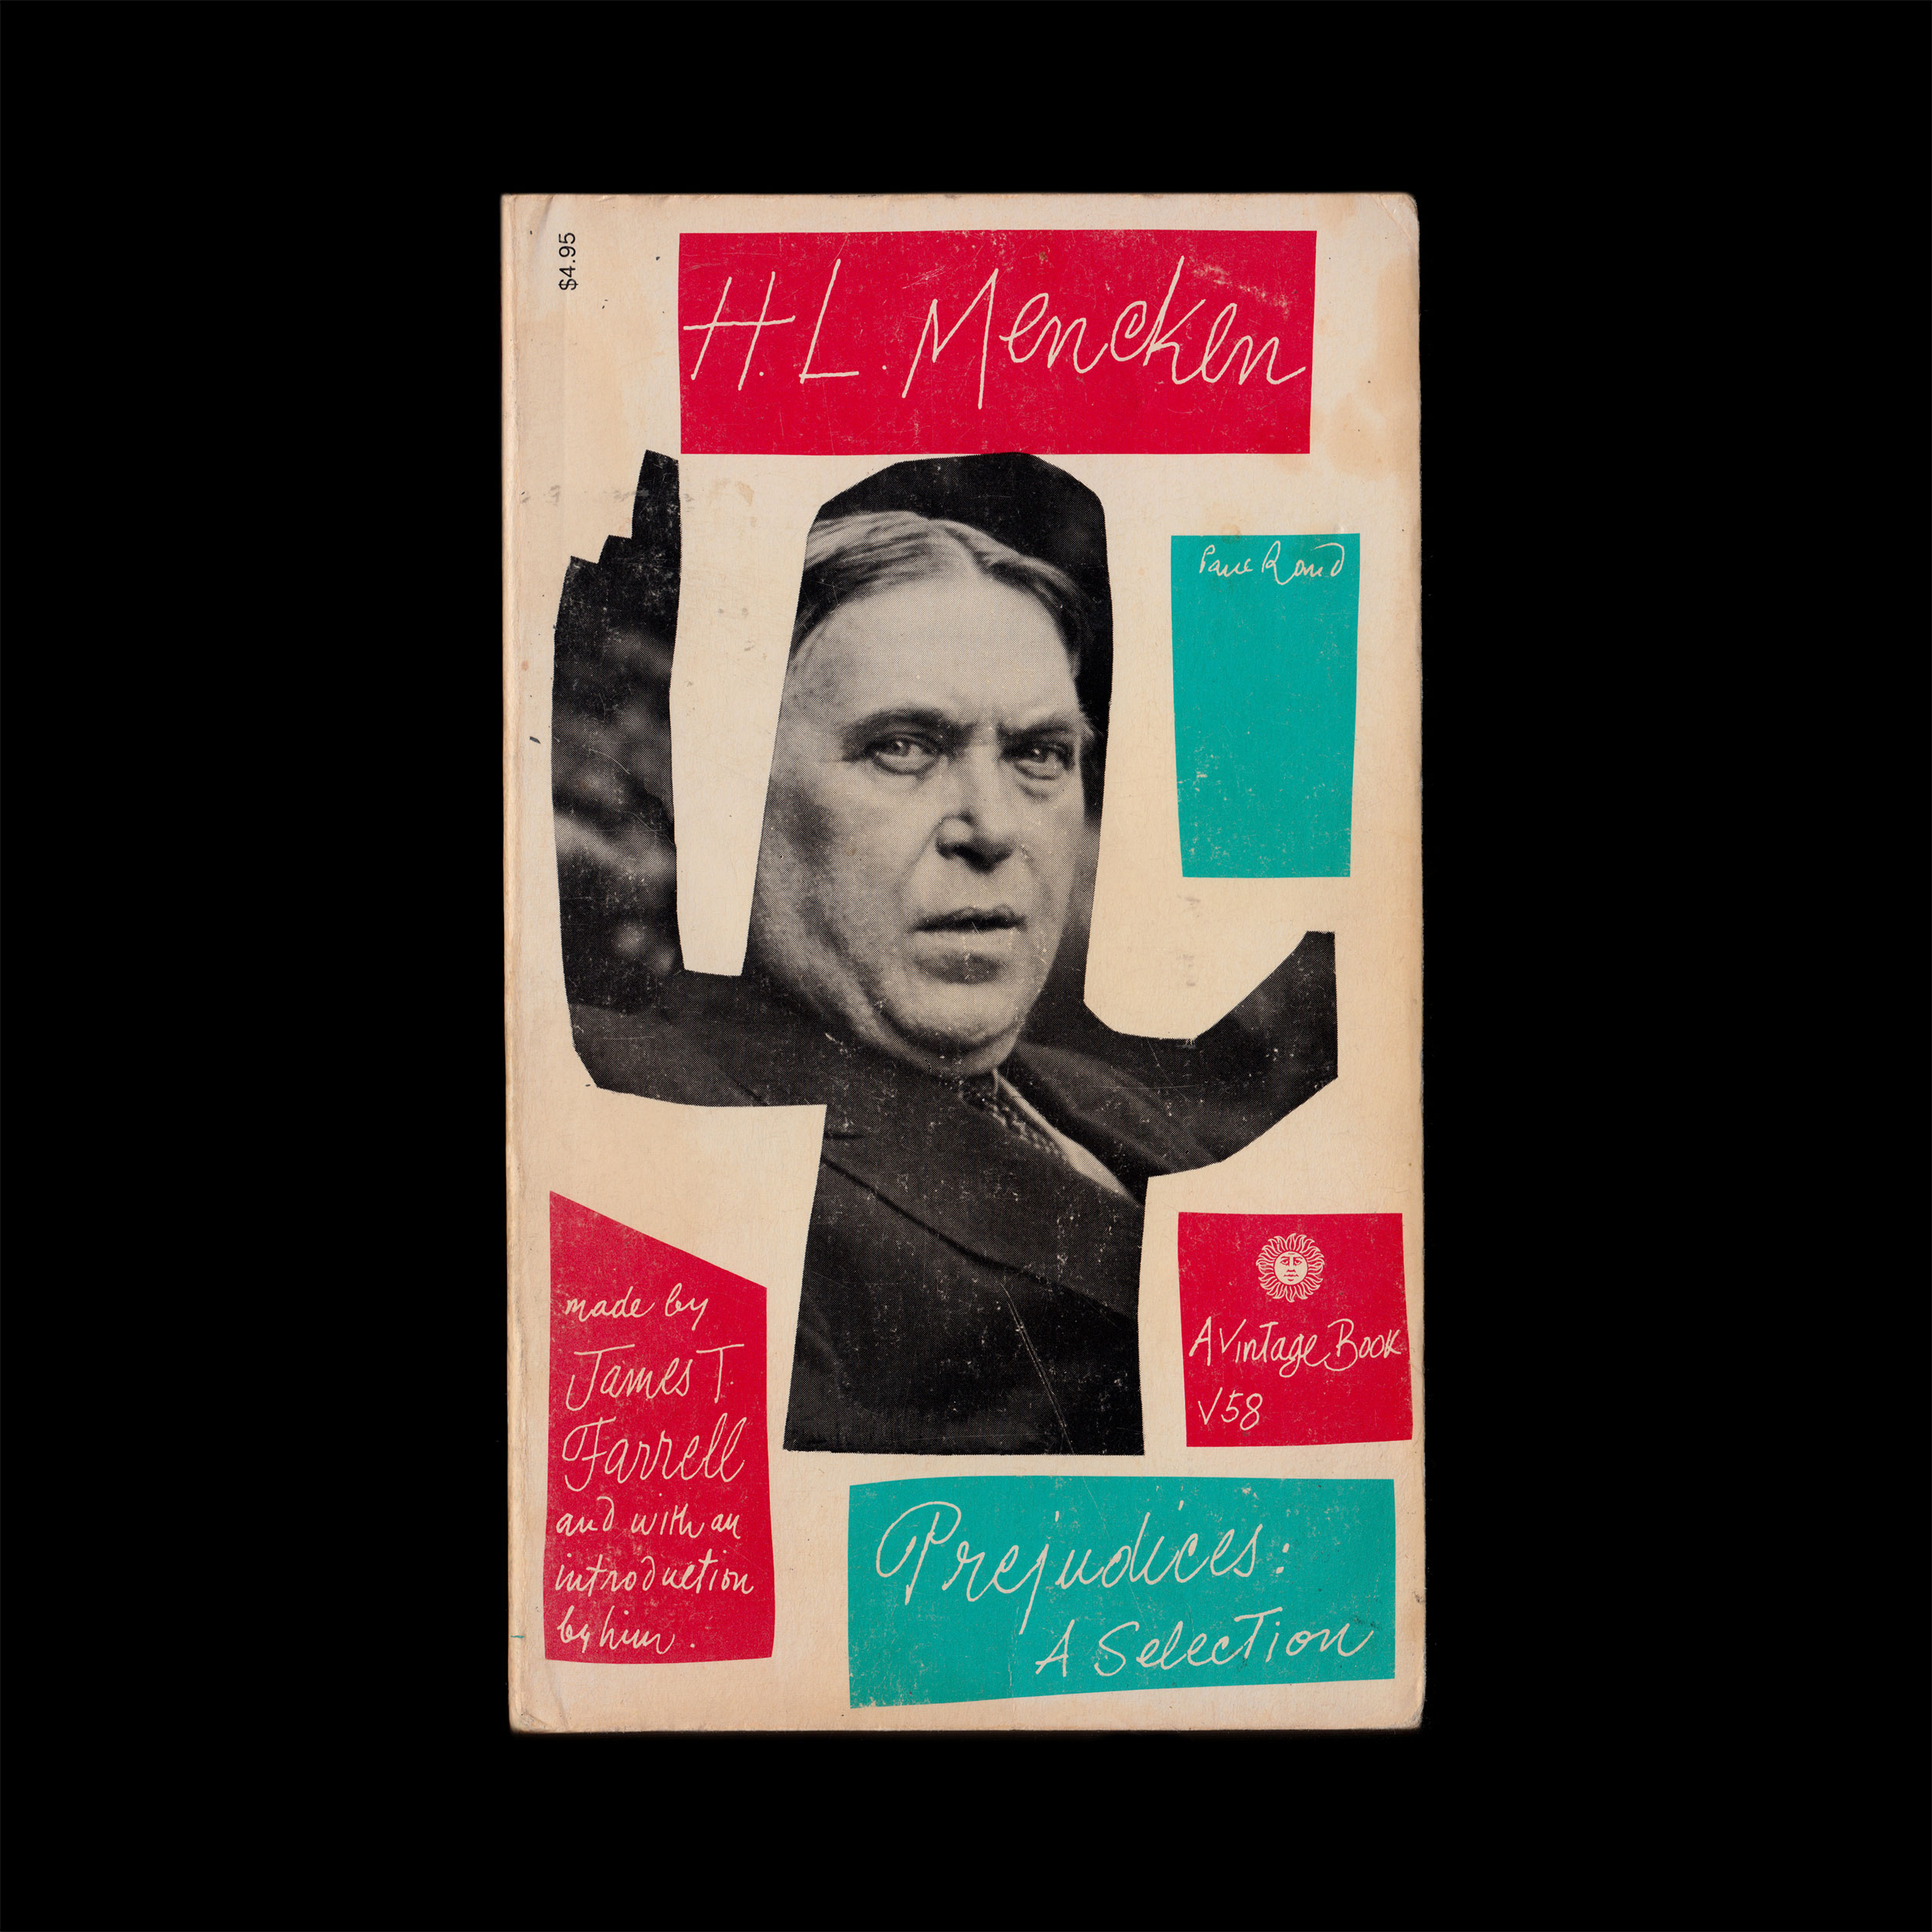 $4.95
H. L. Mencken
Paul Rand
made by
James T.
Farrell
and with an
introduction
by him.
A Vintage Book
V58
Prejudices:
A Selection